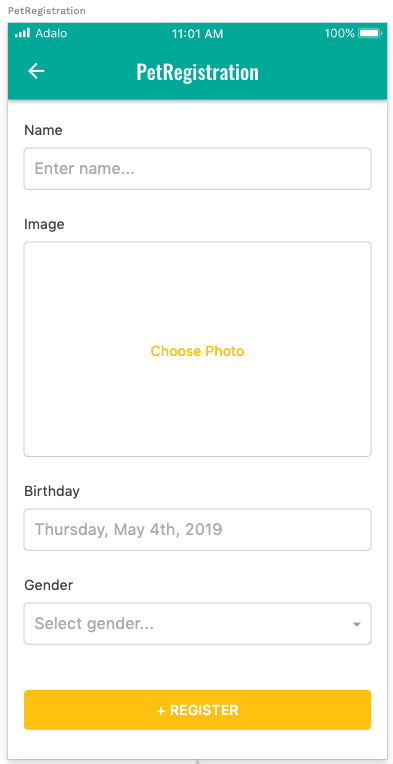 PetRegistration
Adalo 11:01 AM 100%
PetRegistration
Name
Enter name...
Image
Choose Photo
Birthday
Thursday, May 4th, 2019
Gender
Select gender...
+ REGISTER